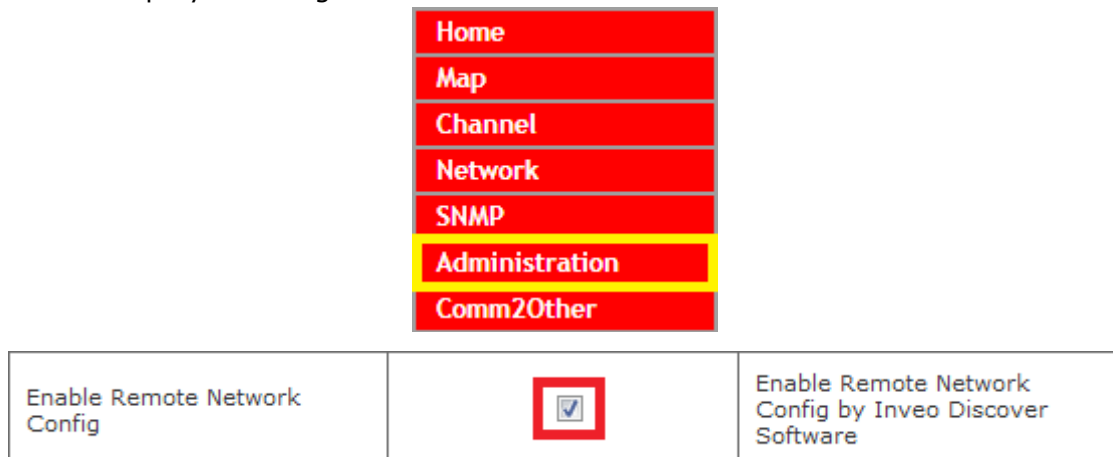 Home
Map
Channel
Network
SNMP
Administration
Comm2Other
Enable Remote Network
Config
Enable Remote Network
Config by Inveo Discover
Software